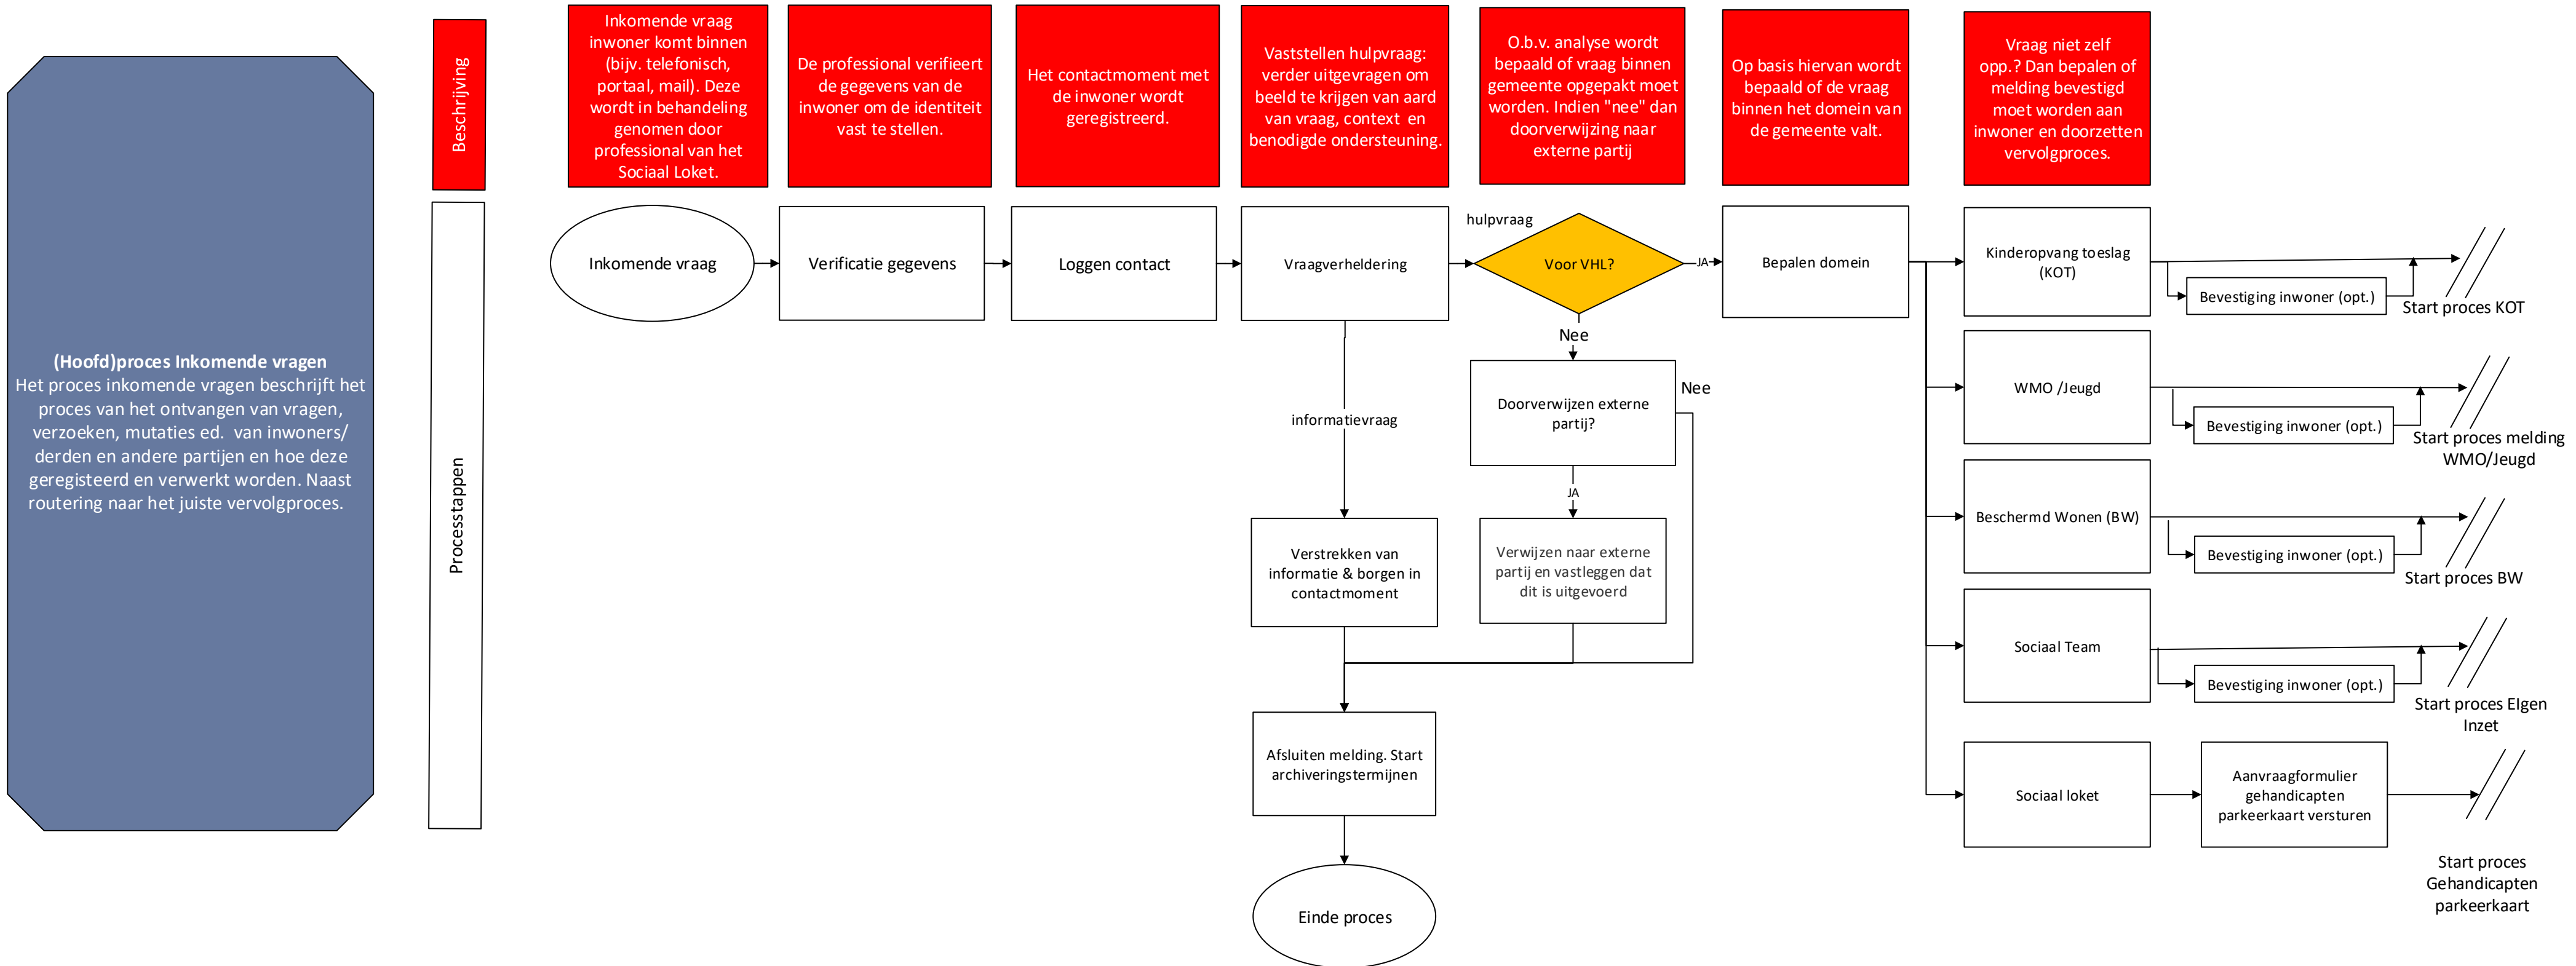 (Hoofd)proces Inkomende vragen
Het proces inkomende vragen beschrijft het
proces van het ontvangen van vragen,
verzoeken, mutaties ed. van inwoners/
derden en andere partijen en hoe deze
geregisteerd en verwerkt worden. Naast
routering naar het juiste vervolgproces.
Beschrijving
Inkomende vraag
inwoner komt binnen
(bijv. telefonisch,
portaal, mail). Deze
wordt in behandeling
genomen door
professional van het
Sociaal Loket.
De professional verifieert
de gegevens van de
inwoner om de identiteit
vast te stellen.
Het contactmoment met
de inwoner wordt
geregistreerd.
Vaststellen hulpvraag:
verder uitgevragen om
beeld te krijgen van aard
van vraag, context en
benodigde ondersteuning.
O.b.v. analyse wordt
bepaald of vraag binnen
gemeente opgepakt moet
worden. Indien "nee" dan
doorverwijzing naar
externe partij
Op basis hiervan wordt
bepaald of de vraag
binnen het domein van
de gemeente valt.
Vraag niet zelf
opp.? Dan bepalen of
melding bevestigd
moet worden aan
inwoner en doorzetten
vervolgproces.
Processtappen
Inkomende vraag
Verificatie gegevens
Loggen contact
Vraagverheldering
hulpvraag
Voor VHL?
JA
Bepalen domein
Kinderopvang toeslag
(KOT)
Bevestiging inwoner (opt.)
Start proces KOT
Nee
Doorverwijzen externe
partij?
Nee
WMO /Jeugd
Bevestiging inwoner (opt.)
Start proces melding
WMO/Jeugd
informatievraag
JA
Verstrekken van
informatie & borgen in
contactmoment
Verwijzen naar externe
partij en vastleggen dat
dit is uitgevoerd
Beschermd Wonen (BW)
Bevestiging inwoner (opt.)
Start proces BW
Sociaal Team
Bevestiging inwoner (opt.)
Start proces EIgen
Inzet
Afsluiten melding. Start
archiveringstermijnen
Sociaal loket
Aanvraagformulier
gehandicapten
parkeerkaart versturen
Start proces
Gehandicapten
parkeerkaart
Einde proces